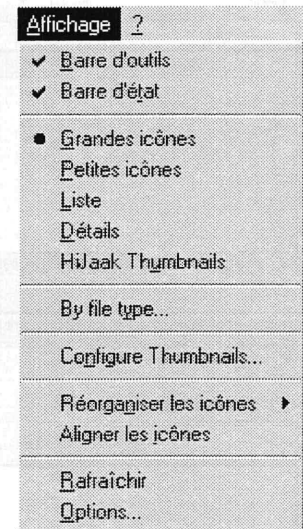 Affichage ?
Barre d'outils
Barre d'état
Grandes icônes
Petites icônes
Liste
Détails
HiJaak Thumbnails
By file type...
Configure Thumbnails...
Réorganiser les icônes
Aligner les icônes
Rafraîchir
Options...